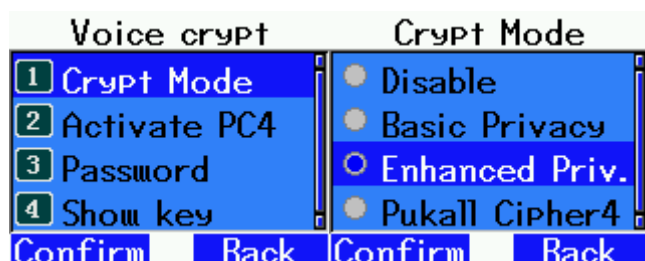 Voice crypt
1 Crypt Mode
2 Activate PC4
3 Password
4 Show key
Confirm Back
Crypt Mode
Disable
Basic Privacy
Enhanced Priv.
Pukall Cipher4
Confirm Back